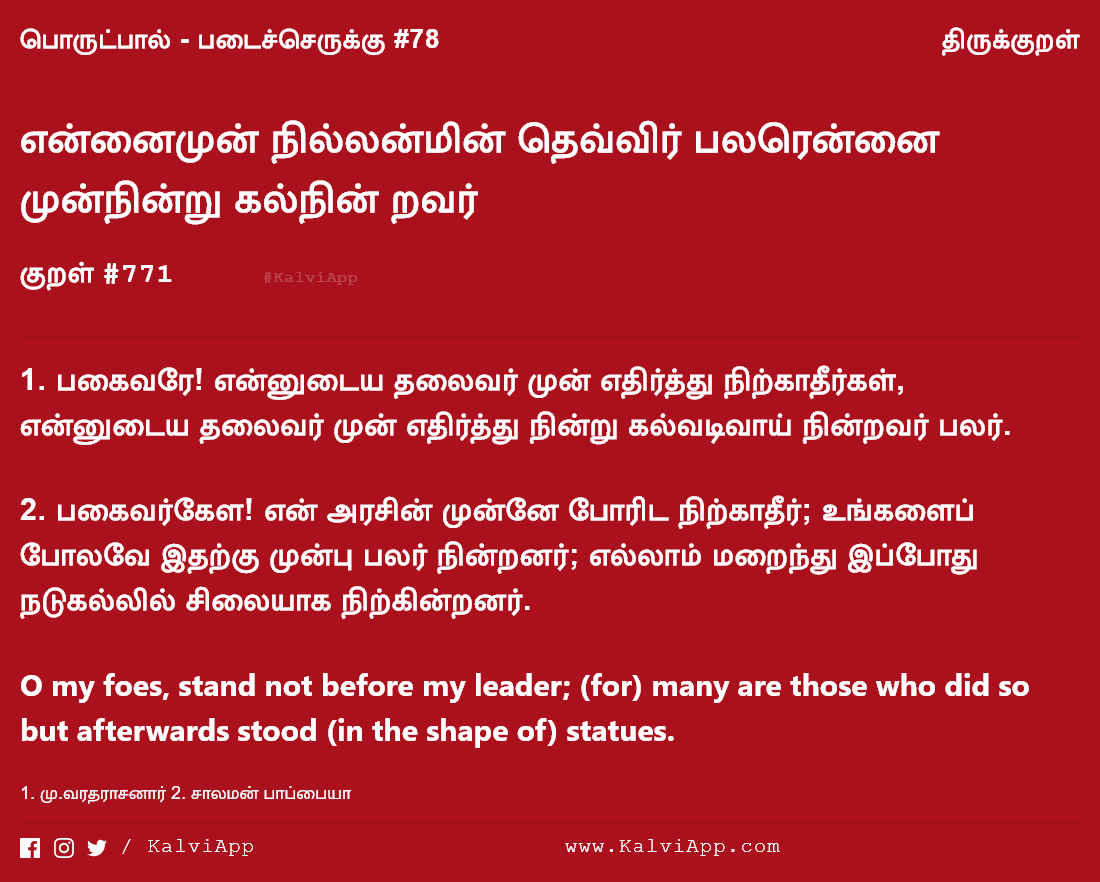 பொருட்பால் - படைச்செருக்கு #78
திருக்குறள்
என்னைமுன் நில்லன்மின் தெவ்விர் பலரென்னை
முன்நின்று கல்நின் றவர்
குறள் #771
#KalviApp
1. பகைவரே! என்னுடைய தலைவர் முன் எதிர்த்து நிற்காதீர்கள்,
என்னுடைய தலைவர் முன் எதிர்த்து நின்று கல்வடிவாய் நின்றவர் பலர்.
2. பகைவர்கேள! என் அரசின் முன்னே போரிட நிற்காதீர்; உங்களைப்
போலவே இதற்கு முன்பு பலர் நின்றனர்; எல்லாம் மறைந்து இப்போது
நடுகல்லில் சிலையாக நிற்கின்றனர்.
O my foes, stand not before my leader; (for) many are those who did so
but afterwards stood (in the shape of) statues.
1. மு.வரதராசனார் 2. சாலமன் பாப்பையா
/ KalviApp
www.KalviApp.com